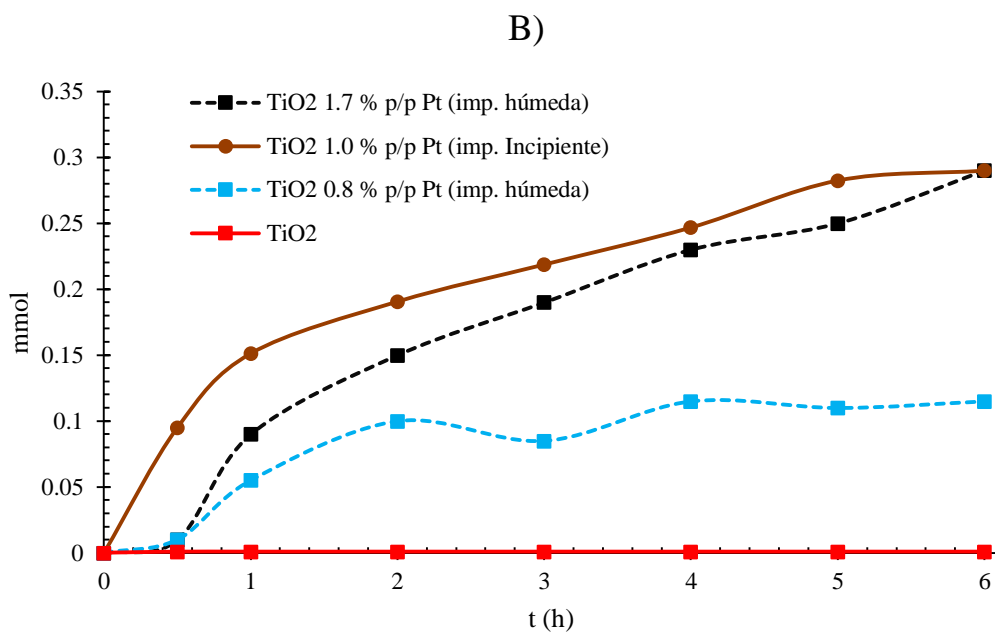 B)
0.35
0.3
0.25
0.2
0.15
0.1
0.05
0
mmol
TiO2 1.7 % p/p Pt (imp. húmeda)
TiO2 1.0 % p/p Pt (imp. Incipiente)
TiO2 0.8 % p/p Pt (imp. húmeda)
TiO2
0 1 2 3 4 5 6
t (h)